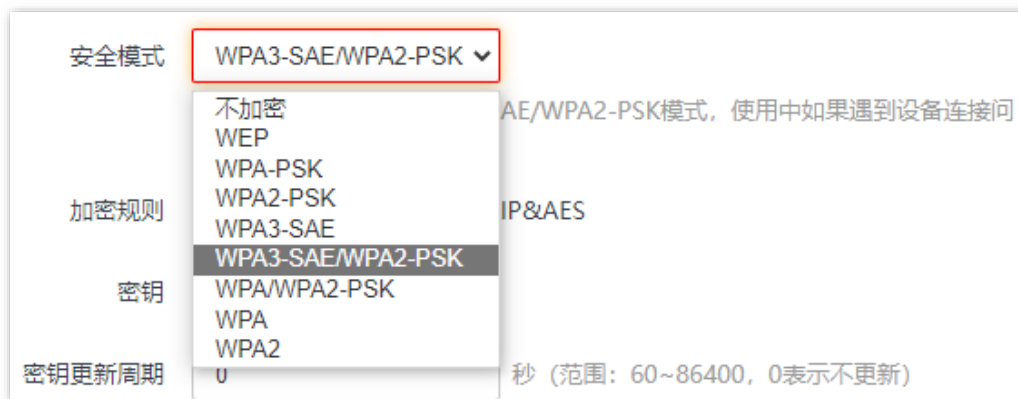 安全模式 WPA3-SAE/WPA2-PSK
不加密
AE/WPA2-PSK模式，使用中如果遇到设备连接问
WEP
WPA-PSK
WPA2-PSK
加密规则 IP&AES
WPA3-SAE
WPA3-SAE/WPA2-PSK
密钥 WPA/WPA2-PSK
WPA
WPA2
密钥更新周期 0 秒（范围：60~86400，0表示不更新）